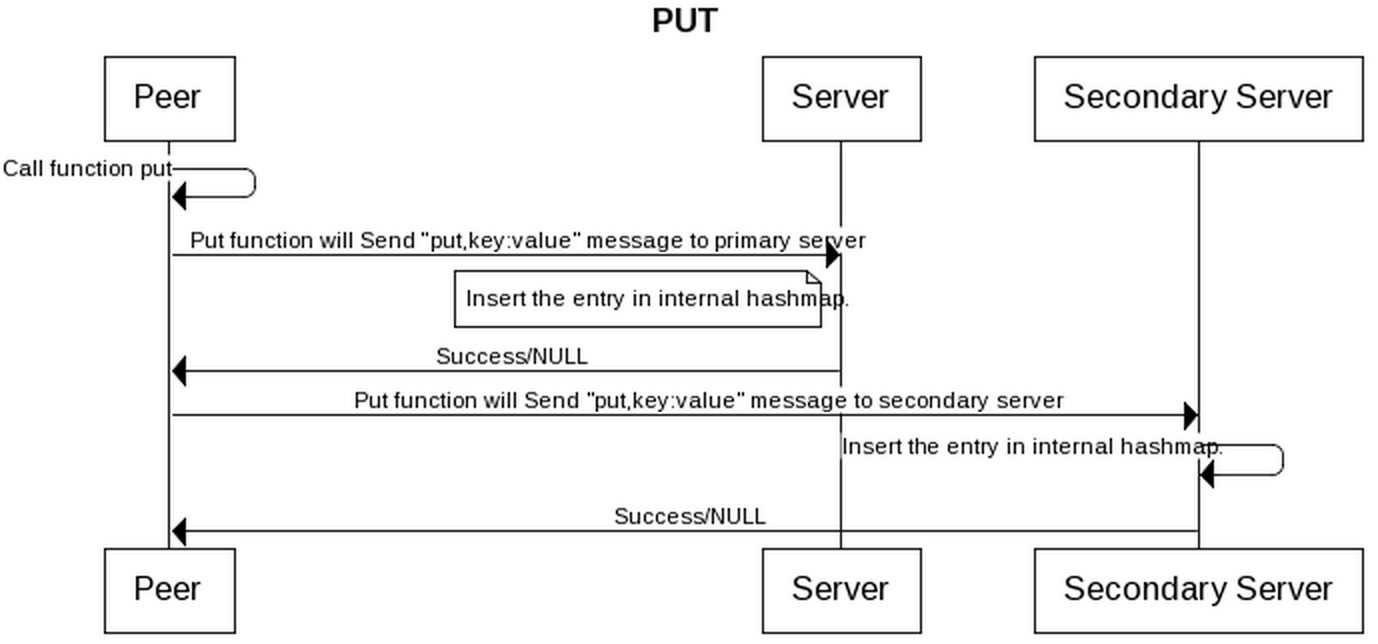 PUT
Peer
Server
Secondary Server
Call function put
Put function will Send "put,key:value" message to primary server
Insert the entry in internal hashmap.
Success/NULL
Put function will Send "put,key:value" message to secondary server
Insert the entry in internal hashmap.
Success/NULL
Peer
Server
Secondary Server